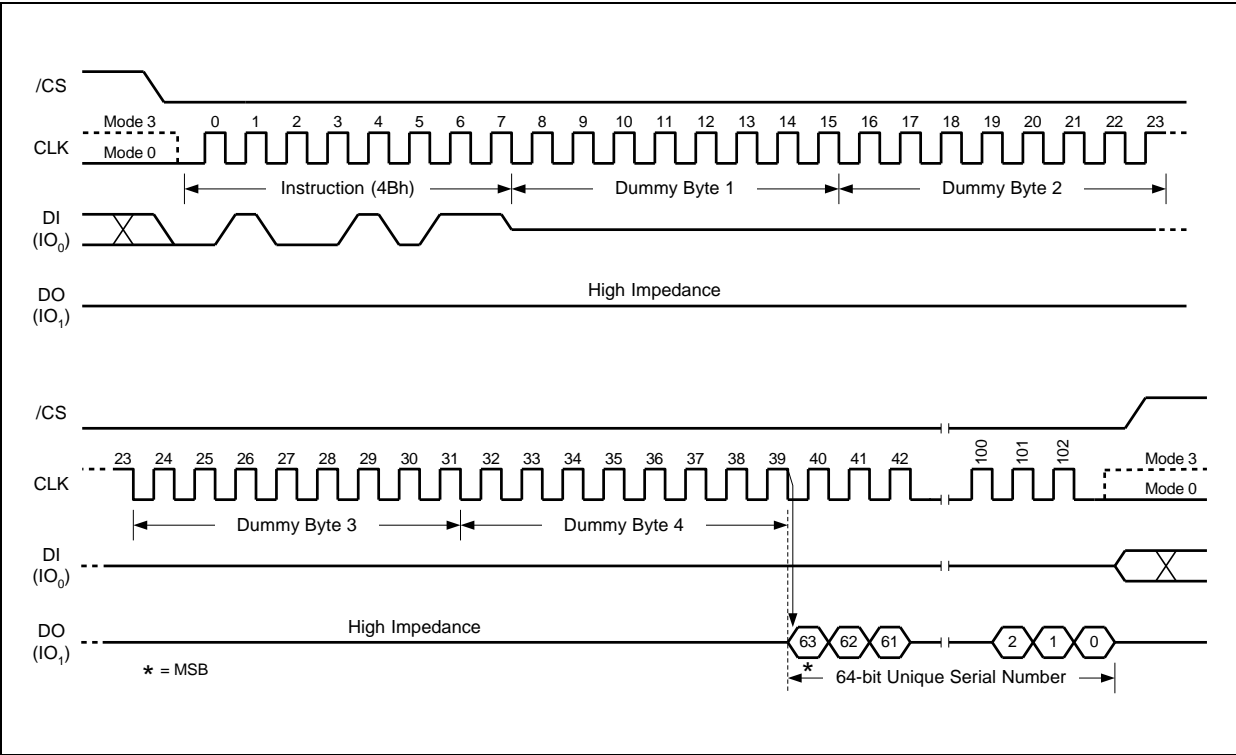 /CS
Mode 3
0 1 2 3 4 5 6 7 8 9 10 11 12 13 14 15 16 17 18 19 20 21 22 23
CLK
Mode 0
Instruction (4Bh)
Dummy Byte 1
Dummy Byte 2
DI
(IO0)
High Impedance
DO
(IO1)
/CS
23 24 25 26 27 28 29 30 31 32 33 34 35 36 37 38 39 40 41 42 100 101 102
Mode 3
CLK
Mode 0
Dummy Byte 3
Dummy Byte 4
DI
(IO0)
High Impedance
DO
(IO1)
63 62 61 2 1 0
* = MSB
*
64-bit Unique Serial Number